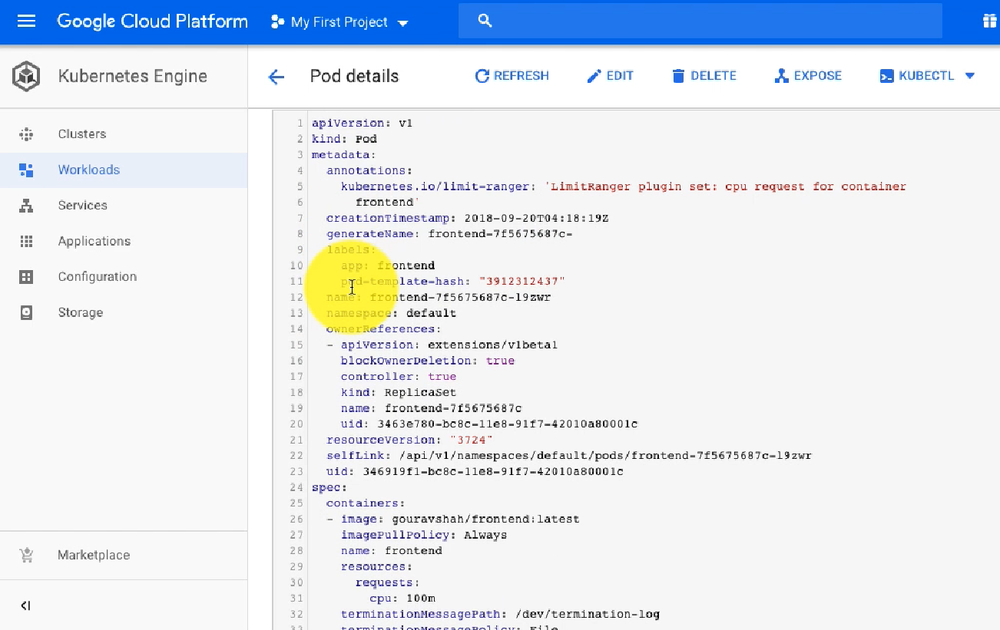 Google Cloud Platform
My First Project
Kubernetes Engine
Pod details
REFRESH
EDIT
DELETE
EXPOSE
KUBECTL
Clusters
Workloads
Services
Applications
Configuration
Storage
Marketplace
1 apiVersion: v1
2 kind: Pod
3 metadata:
4 annotations:
5 kubernetes.io/limit-ranger: 'LimitRanger plugin set: cpu request for container
6 frontend'
7 creationTimestamp: 2018-09-20T04:18:19Z
8 generateName: frontend-7f5675687c-
9 labels:
10 app: frontend
11 pod-template-hash: "3912312437"
12 name: frontend-7f5675687c-l9zwr
13 namespace: default
14 ownerReferences:
15 - apiVersion: extensions/v1beta1
16 blockOwnerDeletion: true
17 controller: true
18 kind: ReplicaSet
19 name: frontend-7f5675687c
20 uid: 3463e780-bc8c-11e8-91f7-42010a80001c
21 resourceVersion: "3724"
22 selfLink: /api/v1/namespaces/default/pods/frontend-7f5675687c-l9zwr
23 uid: 346919f1-bc8c-11e8-91f7-42010a80001c
24 spec:
25 containers:
26 - image: gouravshah/frontend:latest
27 imagePullPolicy: Always
28 name: frontend
29 resources:
30 requests:
31 cpu: 100m
32 terminationMessagePath: /dev/termination-log
33 terminationMessagePolicy: File